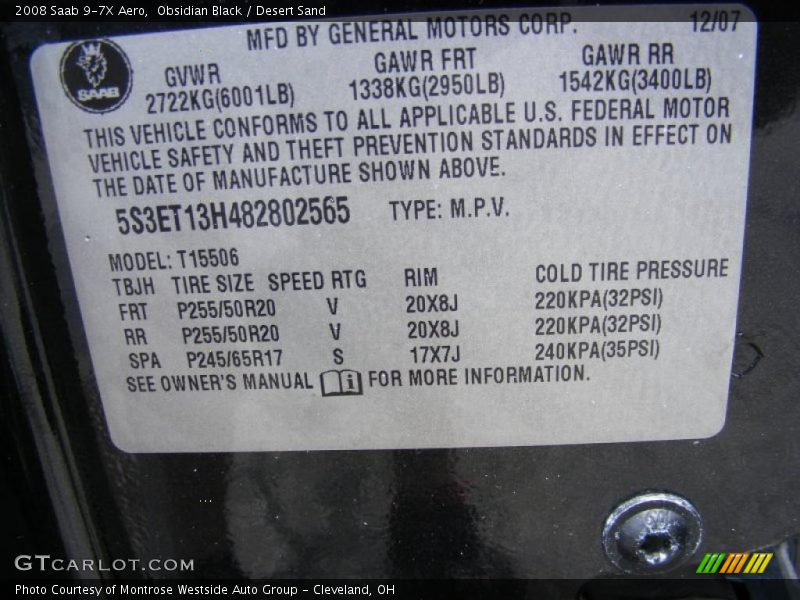 2008 Saab 9-7X Aero,  Obsidian Black / Desert Sand
MFD BY GENERAL MOTORS CORP. 12/07
SAAB
GVWR GAWR FRT GAWR RR
2722KG(6001LB) 1338KG(2950LB) 1542KG(3400LB)
THIS VEHICLE CONFORMS TO ALL APPLICABLE U.S. FEDERAL MOTOR
VEHICLE SAFETY AND THEFT PREVENTION STANDARDS IN EFFECT ON
THE DATE OF MANUFACTURE SHOWN ABOVE.
5S3ET13H482802565 TYPE: M.P.V.
MODEL: T15506
TBJH TIRE SIZE SPEED RTG RIM COLD TIRE PRESSURE
FRT P255/50R20 V 20X8J 220KPA(32PSI)
RR P255/50R20 V 20X8J 220KPA(32PSI)
SPA P245/65R17 S 17X7J 240KPA(35PSI)
SEE OWNER'S MANUAL i FOR MORE INFORMATION.
GTCARLOT.COM
Photo Courtesy of Montrose Westside Auto Group - Cleveland, OH